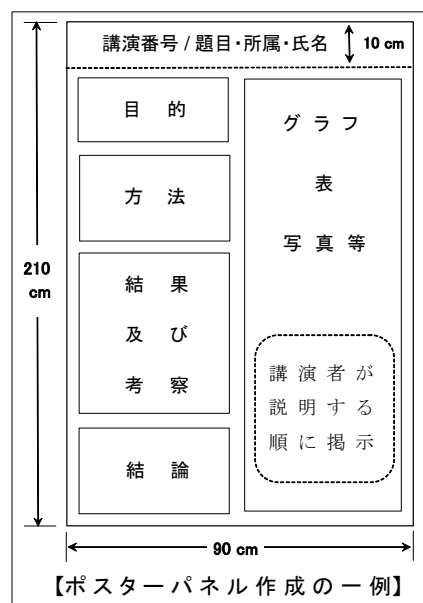 講演番号 / 題目・所属・氏名
10 cm
目 的
方 法
結 果
及 び
考 察
結 論
グ ラ フ
表
写 真 等
講 演 者 が
説 明 す る
順 に 掲 示
210
cm
90 cm
【ポ ス タ ー パ ネ ル 作 成 の 一 例】